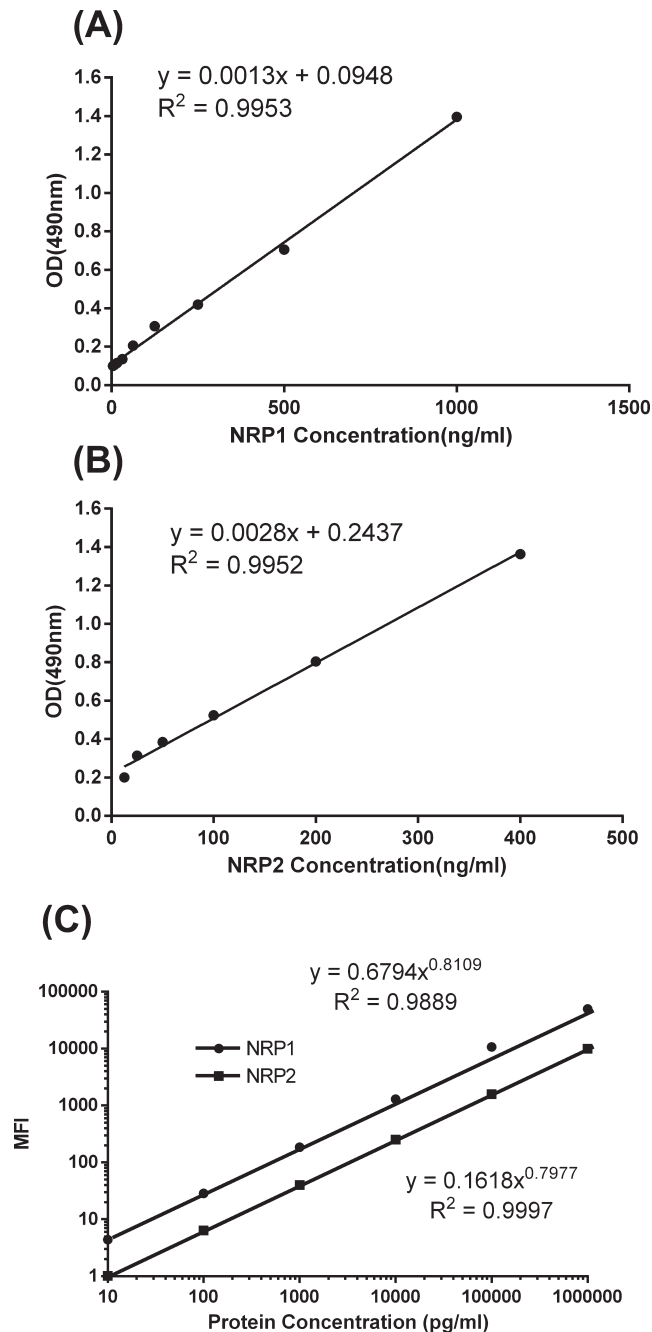 (A)
y = 0.0013x + 0.0948
R² = 0.9953
1.6
1.4
1.2
1.0
0.8
0.6
0.4
0.2
0.0
OD(490nm)
0 500 1000 1500
NRP1 Concentration(ng/ml)
(B)
y = 0.0028x + 0.2437
R² = 0.9952
1.6
1.4
1.2
1.0
0.8
0.6
0.4
0.2
0.0
OD(490nm)
0 100 200 300 400 500
NRP2 Concentration(ng/ml)
(C)
y = 0.6794x⁰·⁸¹⁰⁹
R² = 0.9889
100000
10000
1000
100
10
1
MFI
NRP1
NRP2
y = 0.1618x⁰·⁷⁹⁷⁷
R² = 0.9997
10 100 1000 10000 100000 1000000
Protein Concentration (pg/ml)